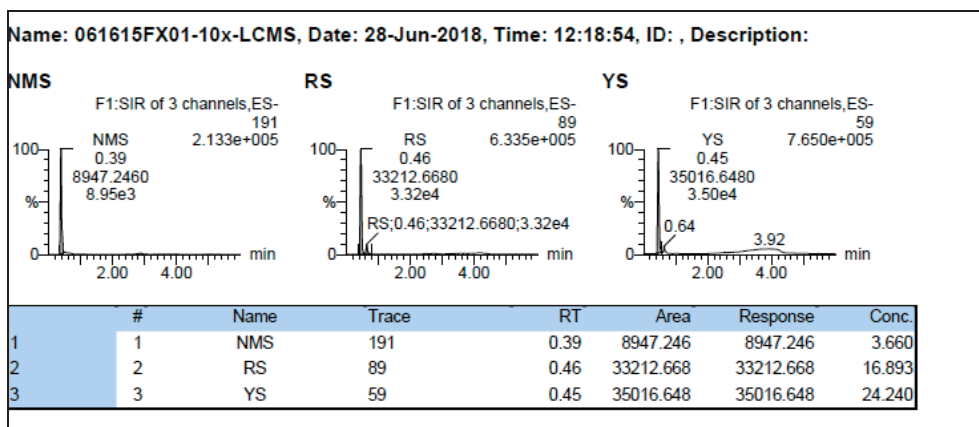 Name: 061615FX01-10x-LCMS, Date: 28-Jun-2018, Time: 12:18:54, ID: , Description:
NMS
F1:SIR of 3 channels,ES-
191
2.133e+005
NMS
0.39
8947.2460
8.95e3
100
%
0
2.00 4.00 min
RS
F1:SIR of 3 channels,ES-
89
6.335e+005
RS
0.46
33212.6680
3.32e4
RS;0.46;33212.6680;3.32e4
100
%
0
2.00 4.00 min
YS
F1:SIR of 3 channels,ES-
59
7.650e+005
YS
0.45
35016.6480
3.50e4
0.64
3.92
100
%
0
2.00 4.00 min
# Name Trace RT Area Response Conc.
1 1 NMS 191 0.39 8947.246 8947.246 3.660
2 2 RS 89 0.46 33212.668 33212.668 16.893
3 3 YS 59 0.45 35016.648 35016.648 24.240